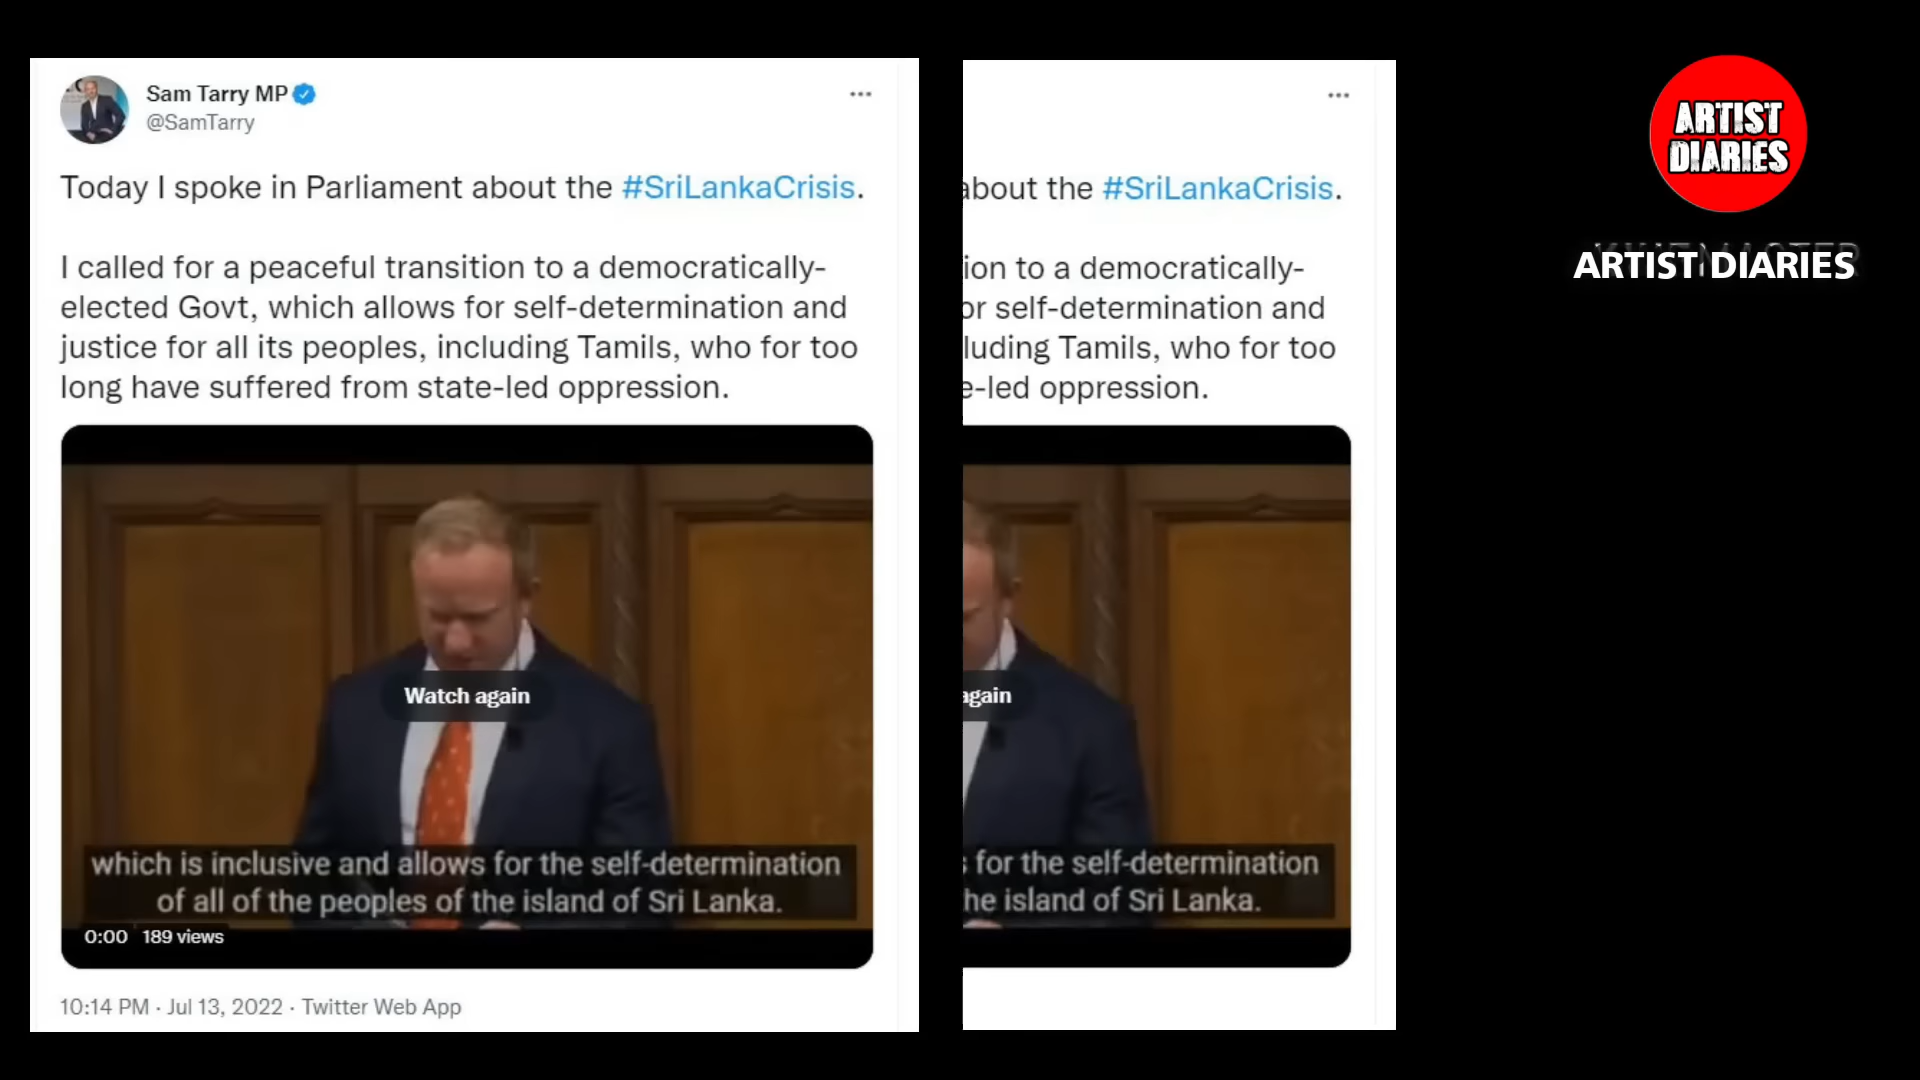 Sam Tarry MP
@SamTarry
Today I spoke in Parliament about the #SriLankaCrisis.
I called for a peaceful transition to a democratically-
elected Govt, which allows for self-determination and
justice for all its peoples, including Tamils, who for too
long have suffered from state-led oppression.
Watch again
which is inclusive and allows for the self-determination
of all of the peoples of the island of Sri Lanka.
0:00 189 views
10:14 PM · Jul 13, 2022 · Twitter Web App
about the #SriLankaCrisis.
ion to a democratically-
or self-determination and
luding Tamils, who for too
e-led oppression.
again
for the self-determination
he island of Sri Lanka.
ARTIST
DIARIES
ARTIST DIARIES